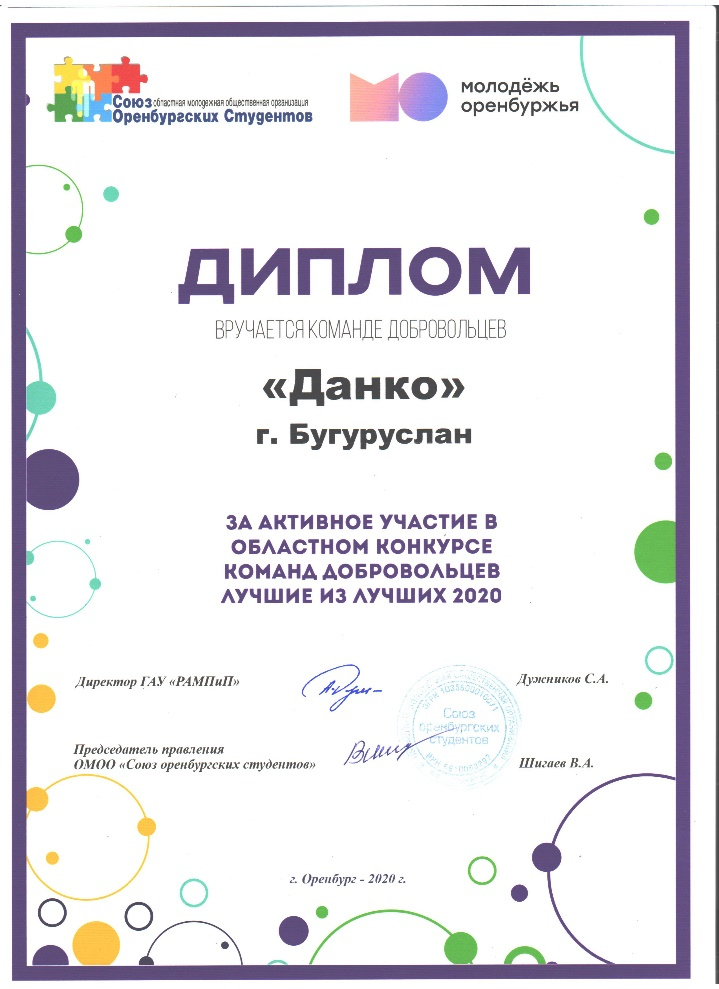 Союз областная молодежная общественная организация
Оренбургских Студентов
МО
молодёжь
оренбуржья
ДИПЛОМ
ВРУЧАЕТСЯ КОМАНДЕ ДОБРОВОЛЬЦЕВ
«Данко»
г. Бугуруслан
ЗА АКТИВНОЕ УЧАСТИЕ В
ОБЛАСТНОМ КОНКУРСЕ
КОМАНД ДОБРОВОЛЬЦЕВ
ЛУЧШИЕ ИЗ ЛУЧШИХ 2020
Директор ГАУ «РАМПиП»
Дужников С.А.
Союз
оренбургских
студентов
Председатель правления
ОМОО «Союз оренбургских студентов»
Шигаев В.А.
г. Оренбург - 2020 г.